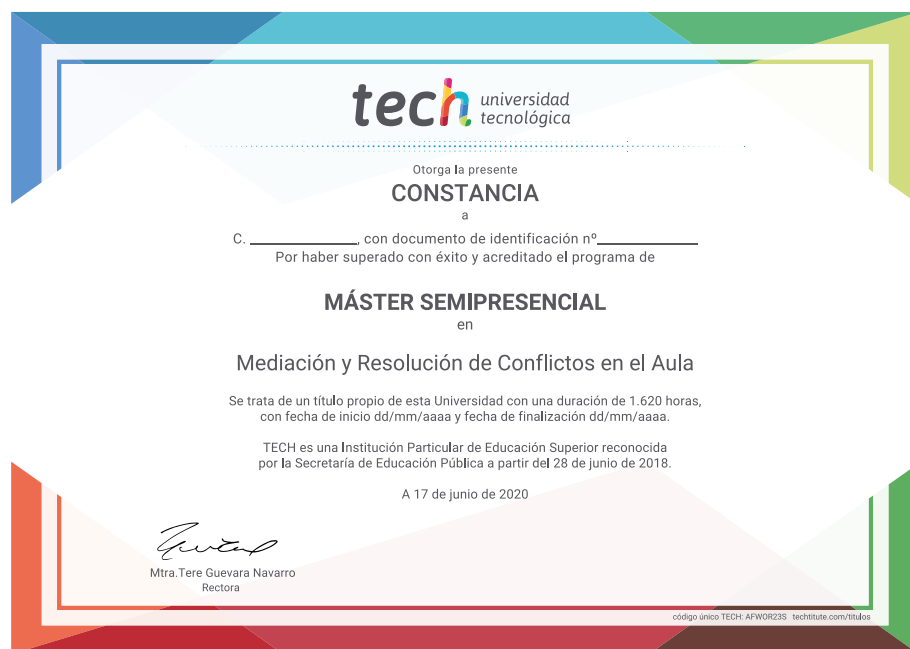 tech universidad
tecnológica
Otorga la presente
CONSTANCIA
a
C. ____________, con documento de identificación nº____________
Por haber superado con éxito y acreditado el programa de
MÁSTER SEMIPRESENCIAL
en
Mediación y Resolución de Conflictos en el Aula
Se trata de un título propio de esta Universidad con una duración de 1.620 horas,
con fecha de inicio dd/mm/aaaa y fecha de finalización dd/mm/aaaa.
TECH es una Institución Particular de Educación Superior reconocida
por la Secretaría de Educación Pública a partir del 28 de junio de 2018.
A 17 de junio de 2020
Mtra.Tere Guevara Navarro
Rectora
código único TECH: AFWOR23S techtitute.com/titulos